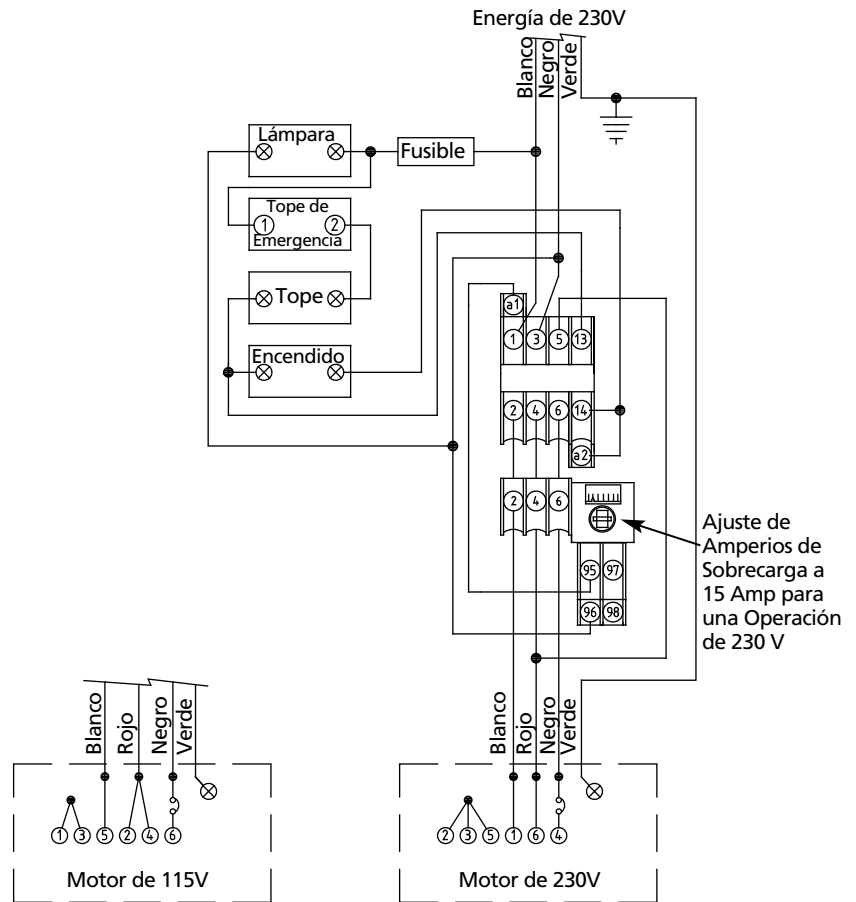 Energía de 230V
Blanco
Negro
Verde
Lámpara
Fusible
Tope de
1 2
Emergencia
Tope
Encendido
a1
1 3 5 13
2 4 6 14
a2
2 4 6
95 97
96 98
Ajuste de
Amperios de
Sobrecarga a
15 Amp para
una Operación
de 230 V
Blanco
Rojo
Negro
Verde
1 3 5 2 4 6
Motor de 115V
Blanco
Rojo
Negro
Verde
2 3 5 1 6 4
Motor de 230V